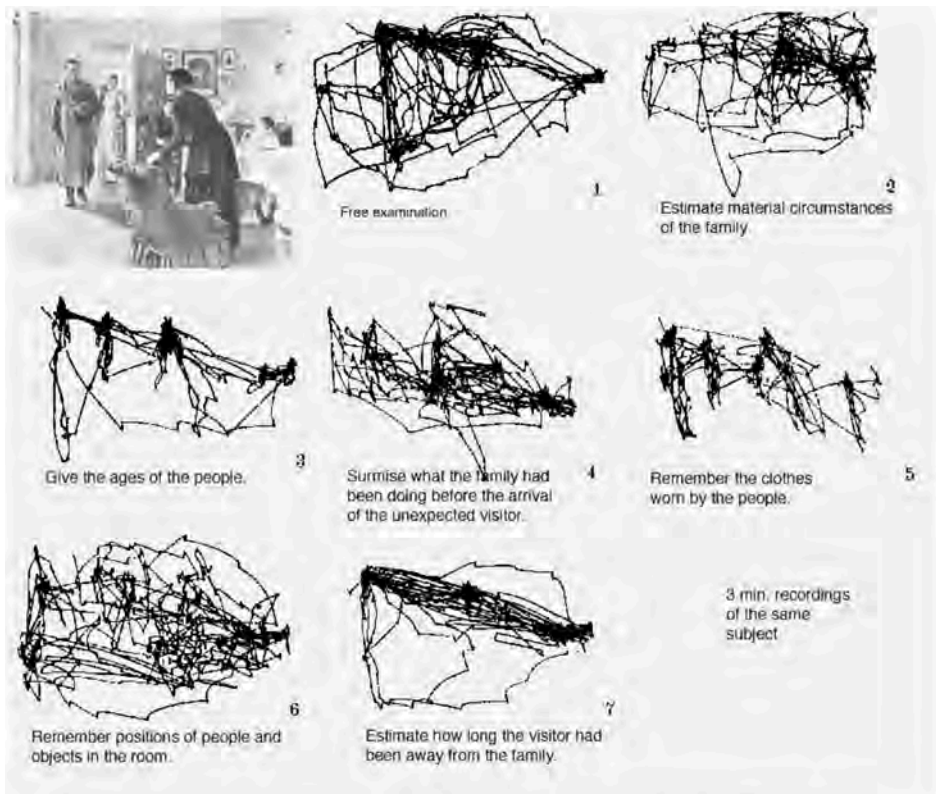 1
Free examination
2
Estimate material circumstances
of the family
3
Give the ages of the people.
4
Surmise what the family had
been doing before the arrival
of the unexpected visitor.
5
Remember the clothes
worn by the people.
6
Remember positions of people and
objects in the room.
7
Estimate how long the visitor had
been away from the family.
3 min. recordings
of the same
subject